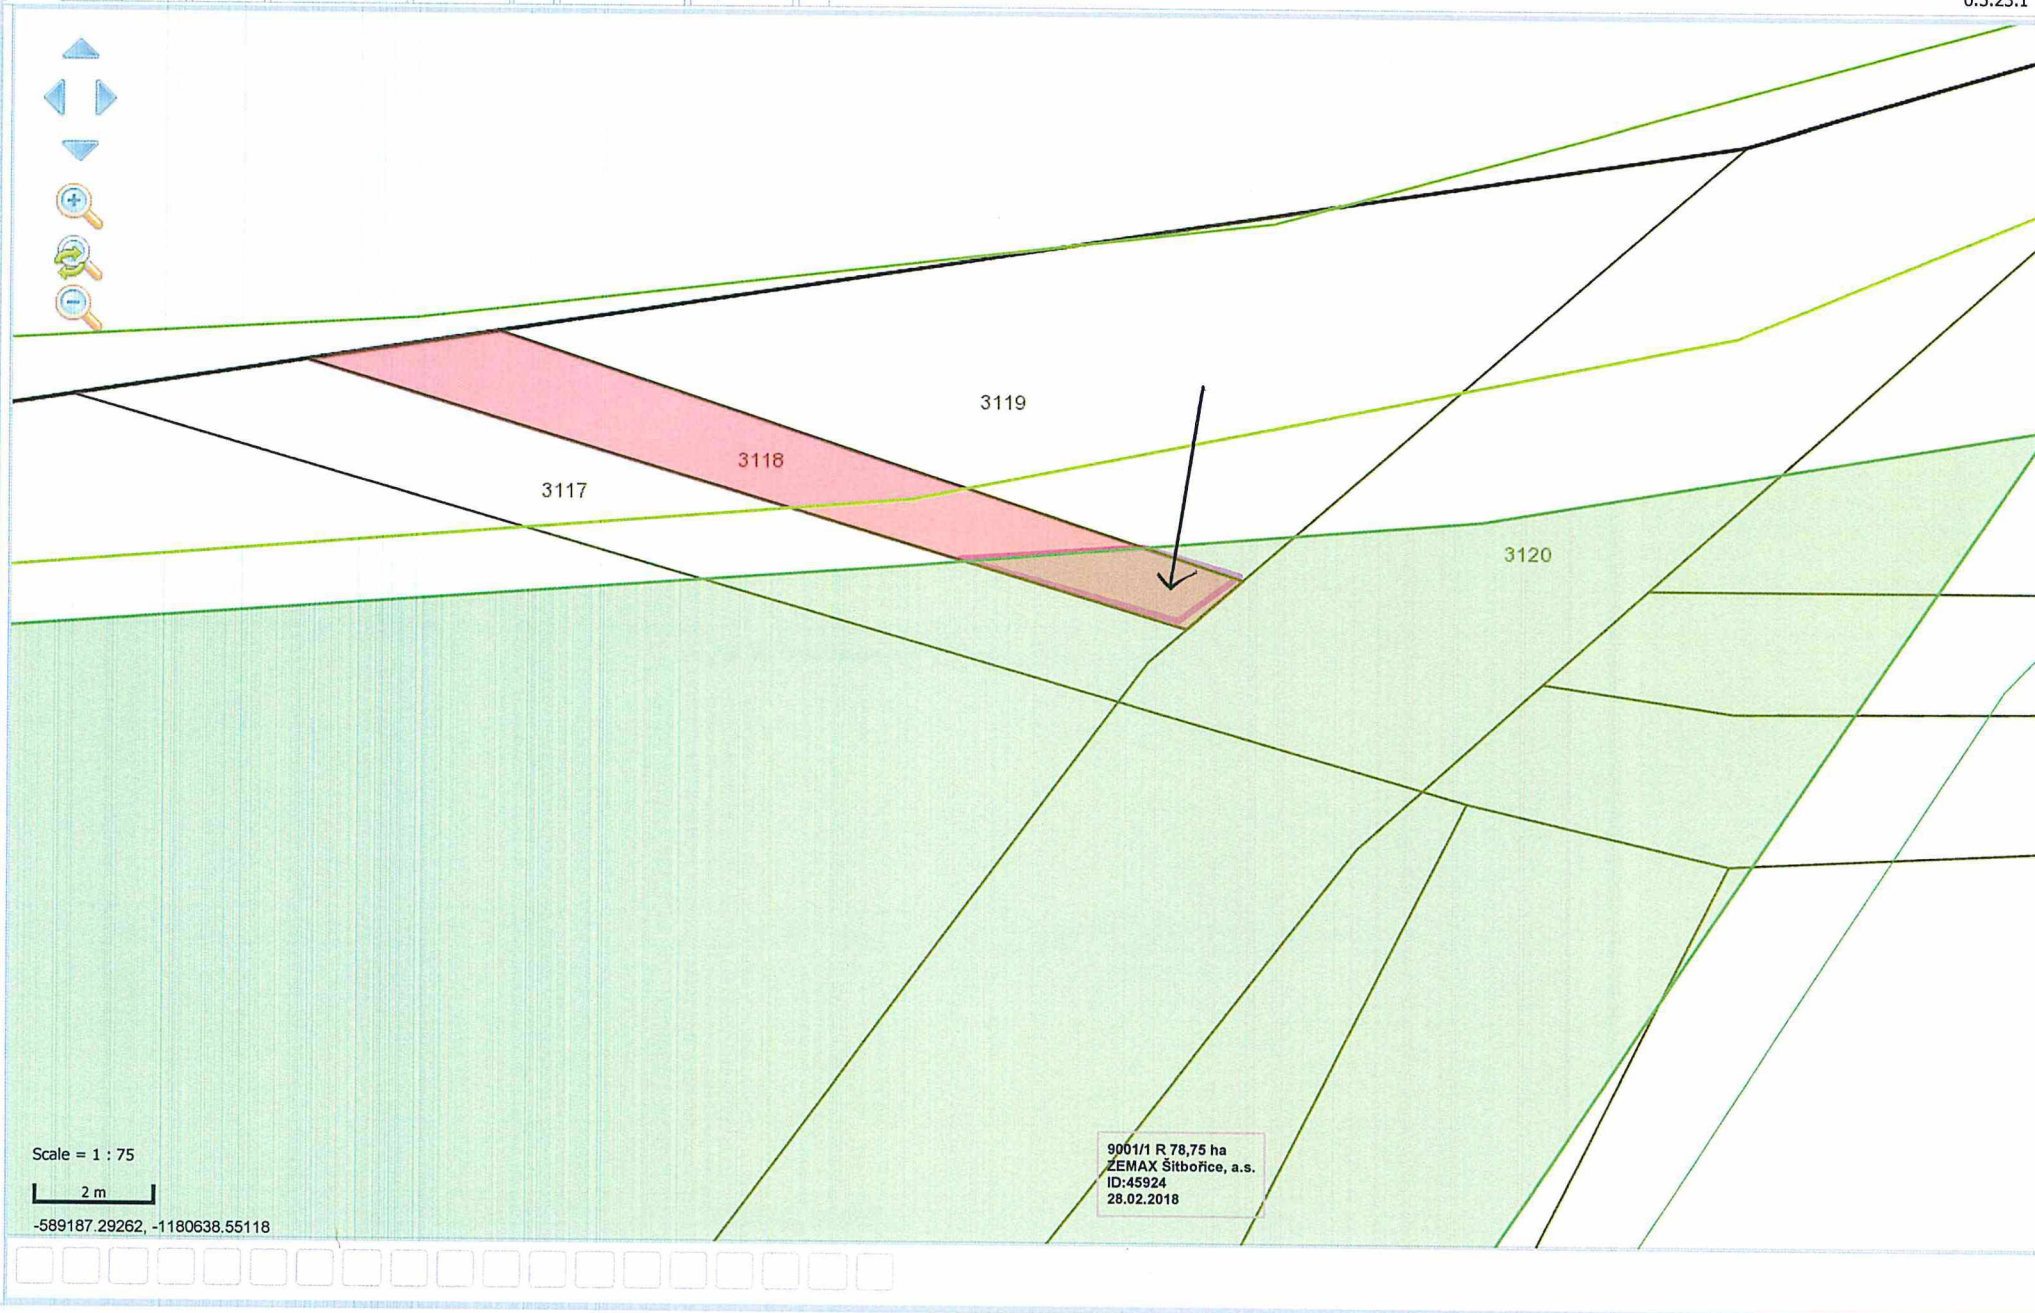 3119
3118
3117
3120
9001/1 R 78,75 ha
ZEMAX Šitbořice, a.s.
ID:45924
28.02.2018
Scale = 1 : 75
2 m
-589187.29262, -1180638.55118